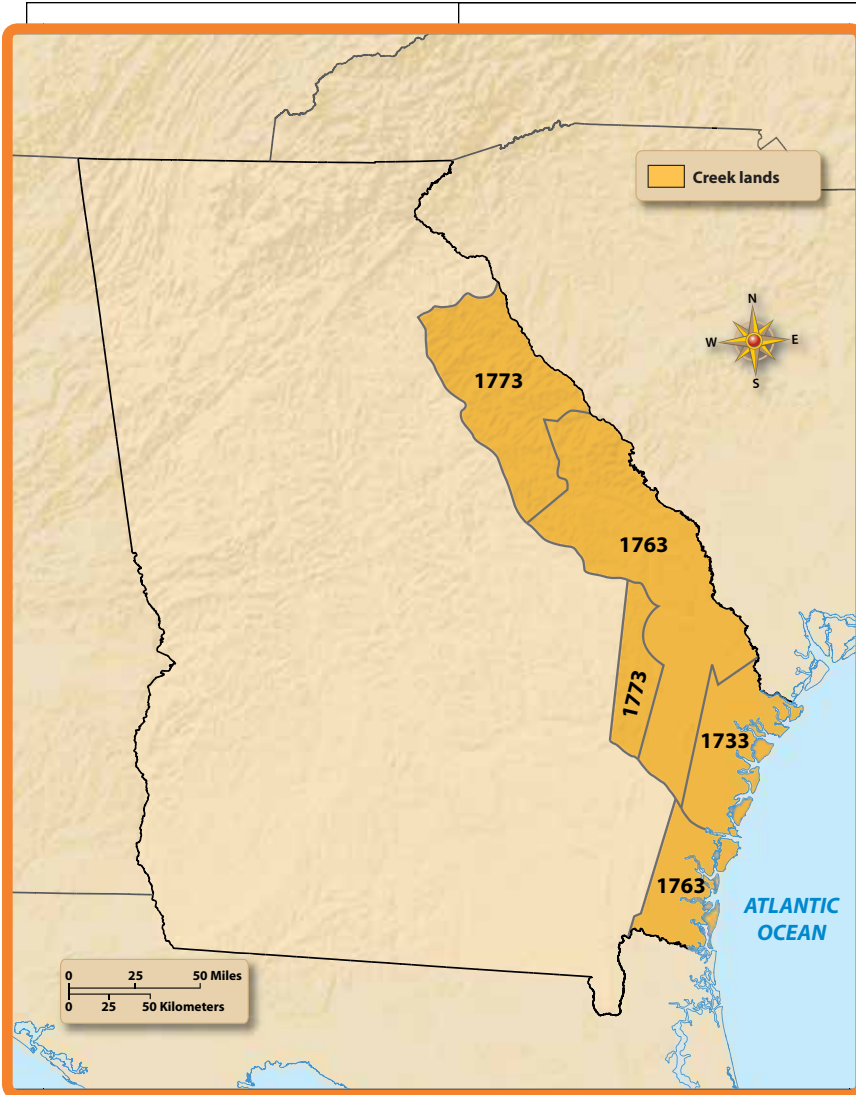 Creek lands
N
W E
S
1773
1763
1773
1733
1763
ATLANTIC
OCEAN
0 25 50 Miles
0 25 50 Kilometers